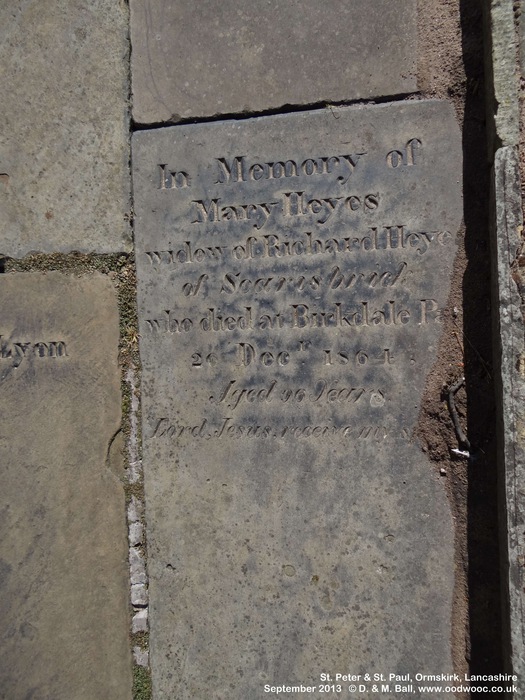 In Memory of
Mary Heyes
widow of Richard Heye
of Scarisbrick
who died at Birkdale Pa
26 Decr. 1864.
Aged 90 Years
Lord Jesus, receive my s
Lyon
St. Peter & St. Paul, Ormskirk, Lancashire
September 2013 © D. & M. Ball, www.oodwooc.co.uk